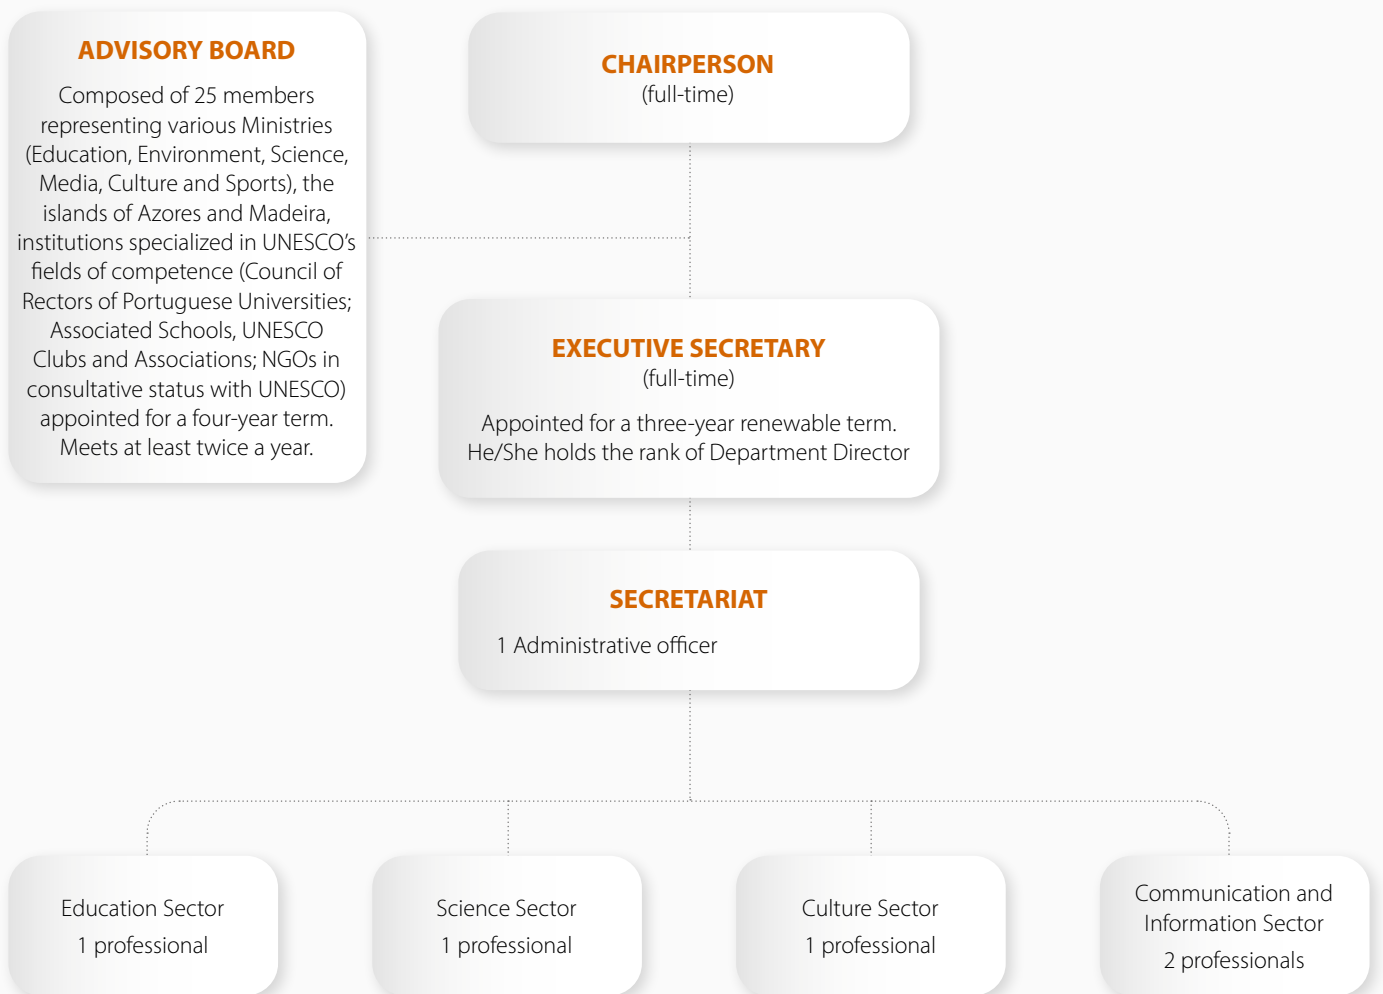 ADVISORY BOARD
Composed of 25 members
representing various Ministries
(Education, Environment, Science,
Media, Culture and Sports), the
islands of Azores and Madeira,
institutions specialized in UNESCO’s
fields of competence (Council of
Rectors of Portuguese Universities;
Associated Schools, UNESCO
Clubs and Associations; NGOs in
consultative status with UNESCO)
appointed for a four-year term.
Meets at least twice a year.
CHAIRPERSON
(full-time)
EXECUTIVE SECRETARY
(full-time)
Appointed for a three-year renewable term.
He/She holds the rank of Department Director
SECRETARIAT
1 Administrative officer
Education Sector
1 professional
Science Sector
1 professional
Culture Sector
1 professional
Communication and
Information Sector
2 professionals